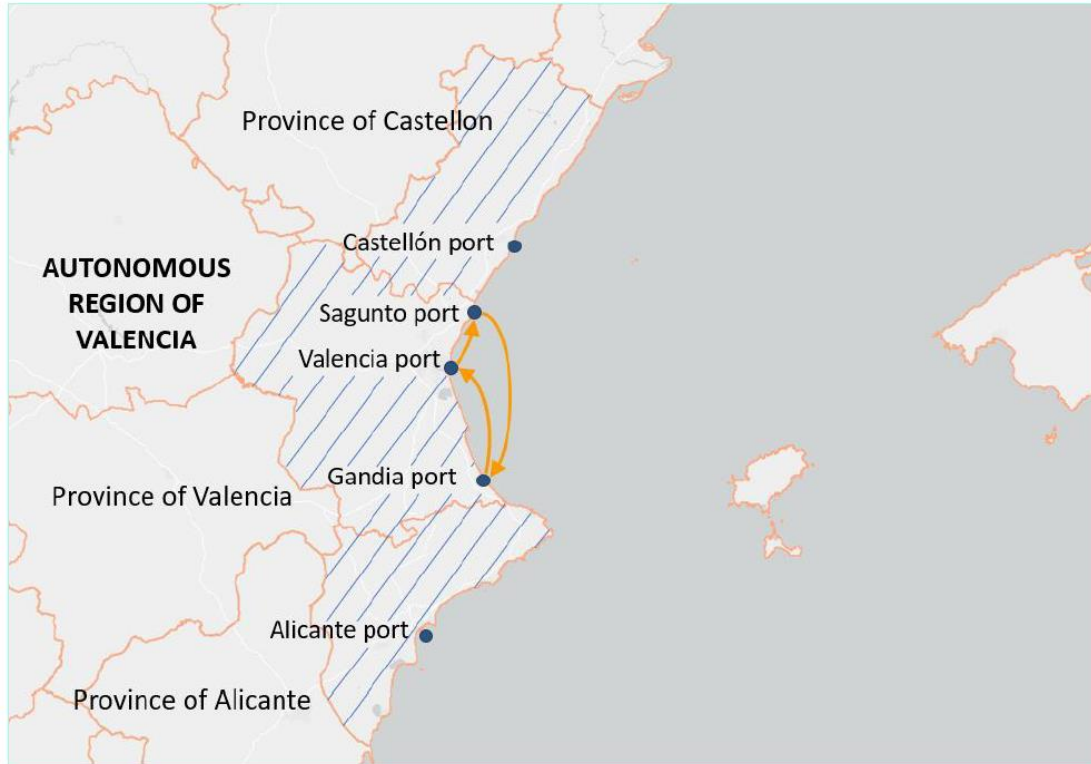 Province of Castellon
Castellón port
AUTONOMOUS
REGION OF
VALENCIA
Sagunto port
Valencia port
Gandia port
Province of Valencia
Alicante port
Province of Alicante